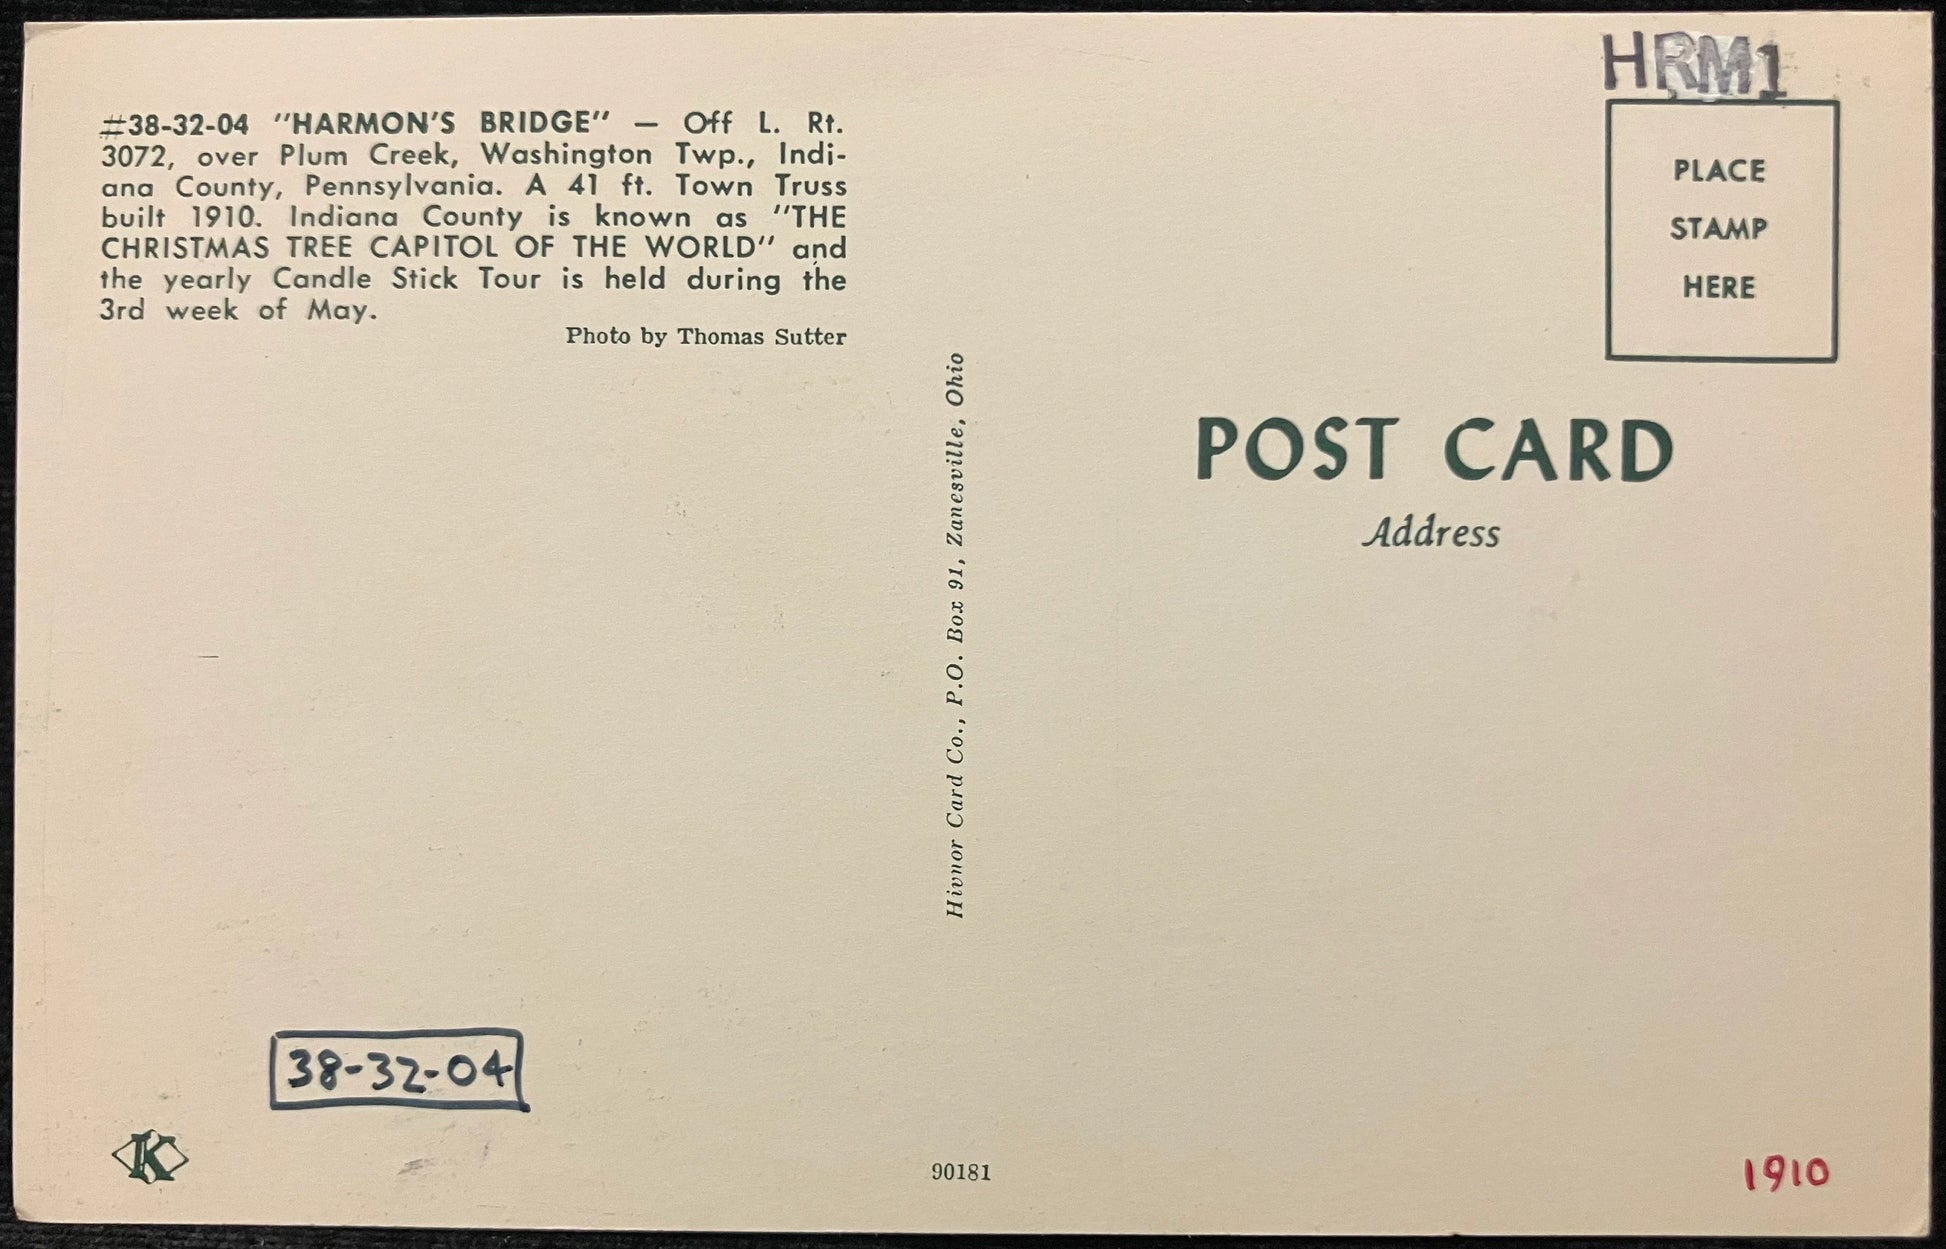 HRM1
#38-32-04 "HARMON'S BRIDGE" — Off L. Rt.
3072, over Plum Creek, Washington Twp., Indi-
ana County, Pennsylvania. A 41 ft. Town Truss
built 1910. Indiana County is known as "THE
CHRISTMAS TREE CAPITOL OF THE WORLD" and
the yearly Candle Stick Tour is held during the
3rd week of May.
Photo by Thomas Sutter
Hivnor Card Co., P.O. Box 91, Zanesville, Ohio
PLACE
STAMP
HERE
POST CARD
Address
38-32-04
K
90181
1910